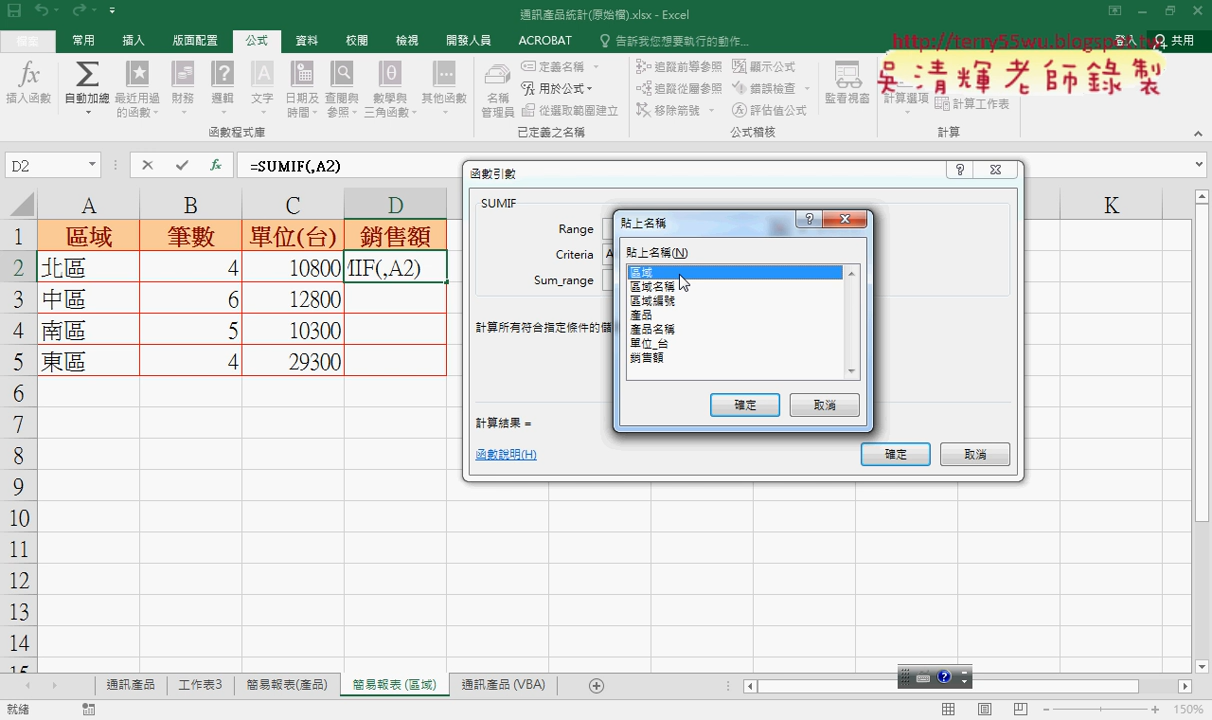 通訊產品統計(原始檔).xlsx - Excel
檔案 常用 插入 版面配置 公式 資料 校閱 檢視 開發人員 ACROBAT 告訴我您想要執行的動作... 登入 共用
http://terry55wu.blogspot.tw
吳清輝老師錄製
插入函數 自動加總 最近用過的函數 財務 邏輯 文字 日期及時間 查閱與參照 數學與三角函數 其他函數
函數程式庫
名稱管理員 定義名稱 用於公式 從選取範圍建立
已定義之名稱
追蹤前導參照 追蹤從屬參照 移除箭號 顯示公式 錯誤檢查 評估值公式
公式稽核
監看視窗 計算選項 計算工作表
計算
D2 fx =SUMIF(,A2)
A B C D K
1 區域 筆數 單位(台) 銷售額
2 北區 4 10800 MIF(,A2)
3 中區 6 12800
4 南區 5 10300
5 東區 4 29300
6
7
8
9
10
11
12
13
14
15
函數引數
SUMIF
Range
Criteria A
Sum_range
計算所有符合指定條件的儲
計算結果 =
函數說明(H)
確定 取消
貼上名稱
貼上名稱(N)
區域
區域名稱
區域編號
產品
產品名稱
單位_台
銷售額
確定 取消
通訊產品 工作表3 簡易報表(產品) 簡易報表 (區域) 通訊產品 (VBA)
就緒 150%